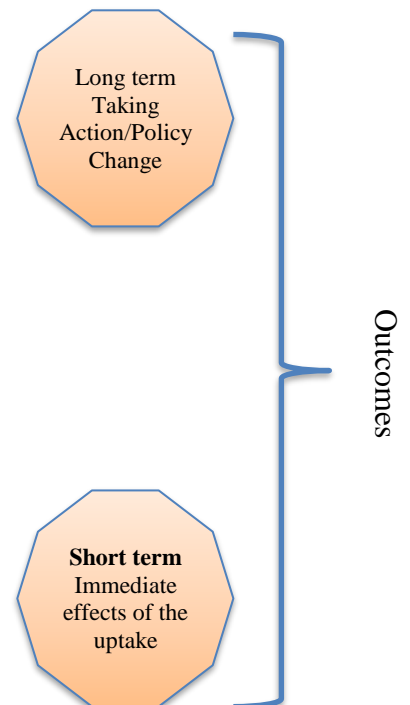 Long term
Taking
Action/Policy
Change
Outcomes
Short term
Immediate
effects of the
uptake